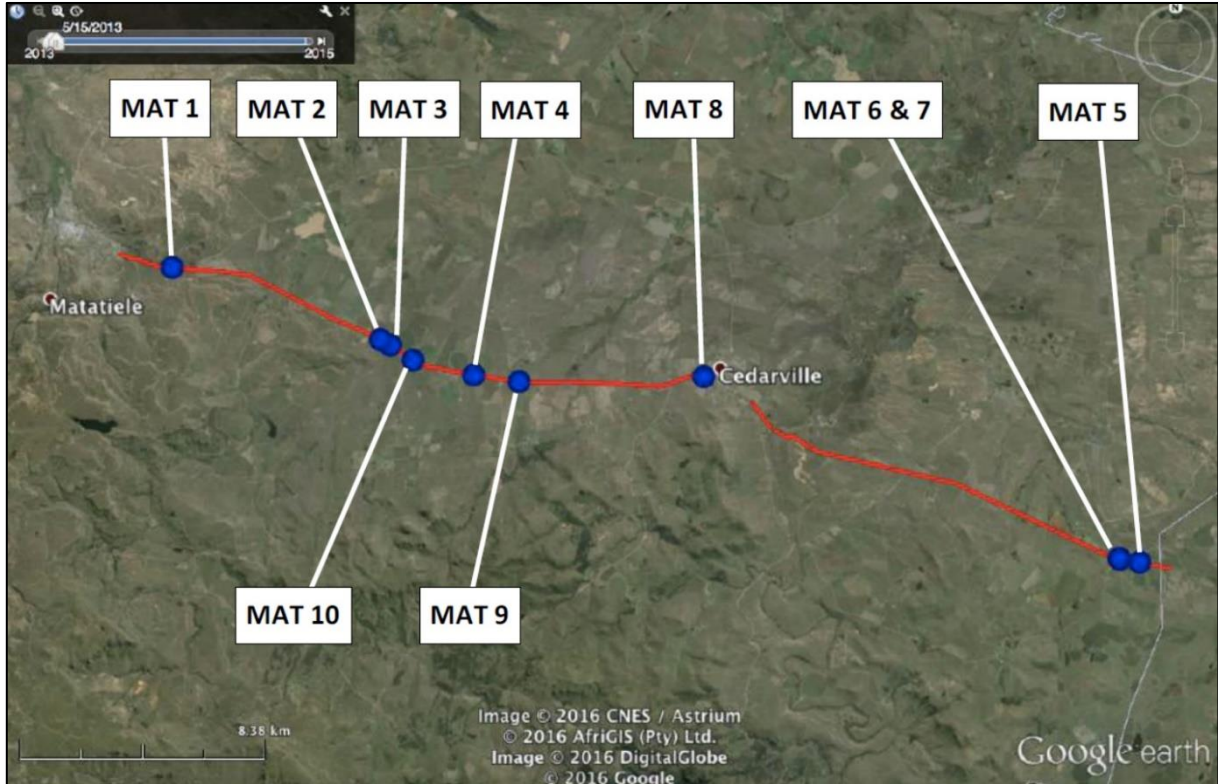 5/15/2013
2013
2015
N
MAT 1
MAT 2
MAT 3
MAT 4
MAT 8
MAT 6 & 7
MAT 5
Matatiele
Cedarville
MAT 10
MAT 9
8.38 km
Image © 2016 CNES / Astrium
© 2016 AfriGIS (Pty) Ltd.
Image © 2016 DigitalGlobe
© 2016 Google
Google earth